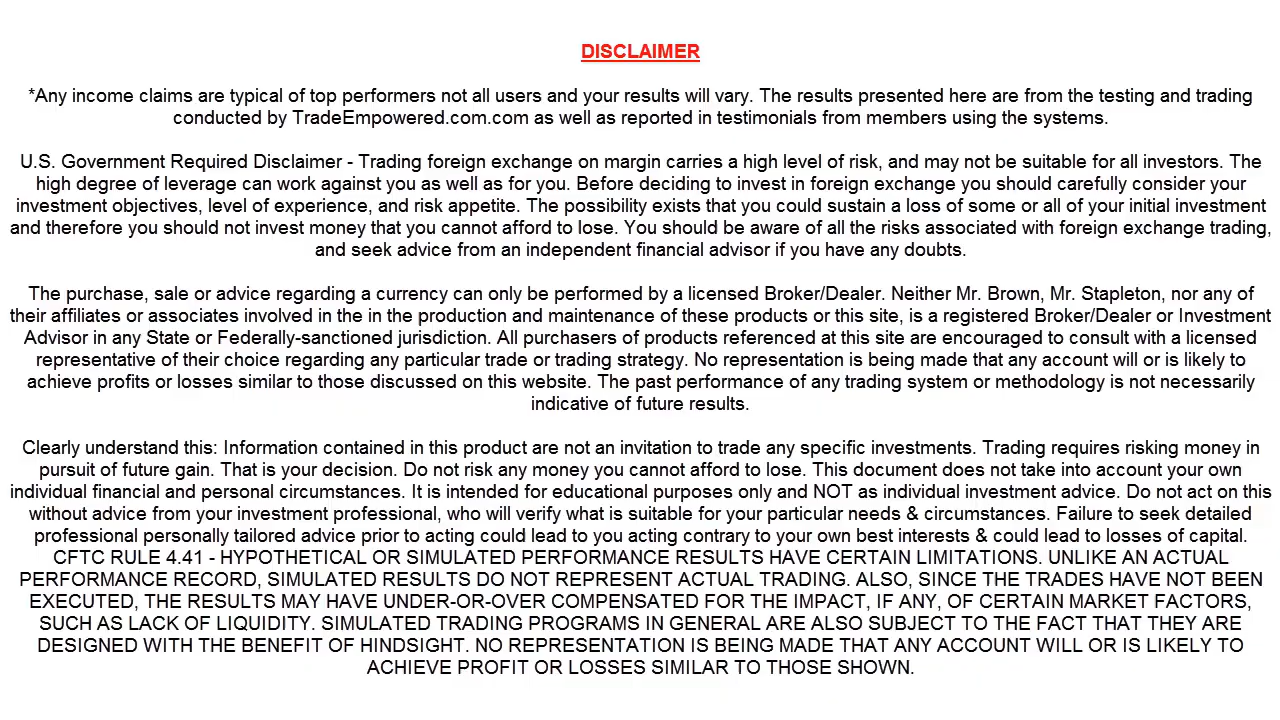 DISCLAIMER
*Any income claims are typical of top performers not all users and your results will vary. The results presented here are from the testing and trading
conducted by TradeEmpowered.com.com as well as reported in testimonials from members using the systems.
U.S. Government Required Disclaimer - Trading foreign exchange on margin carries a high level of risk, and may not be suitable for all investors. The
high degree of leverage can work against you as well as for you. Before deciding to invest in foreign exchange you should carefully consider your
investment objectives, level of experience, and risk appetite. The possibility exists that you could sustain a loss of some or all of your initial investment
and therefore you should not invest money that you cannot afford to lose. You should be aware of all the risks associated with foreign exchange trading,
and seek advice from an independent financial advisor if you have any doubts.
The purchase, sale or advice regarding a currency can only be performed by a licensed Broker/Dealer. Neither Mr. Brown, Mr. Stapleton, nor any of
their affiliates or associates involved in the in the production and maintenance of these products or this site, is a registered Broker/Dealer or Investment
Advisor in any State or Federally-sanctioned jurisdiction. All purchasers of products referenced at this site are encouraged to consult with a licensed
representative of their choice regarding any particular trade or trading strategy. No representation is being made that any account will or is likely to
achieve profits or losses similar to those discussed on this website. The past performance of any trading system or methodology is not necessarily
indicative of future results.
Clearly understand this: Information contained in this product are not an invitation to trade any specific investments. Trading requires risking money in
pursuit of future gain. That is your decision. Do not risk any money you cannot afford to lose. This document does not take into account your own
individual financial and personal circumstances. It is intended for educational purposes only and NOT as individual investment advice. Do not act on this
without advice from your investment professional, who will verify what is suitable for your particular needs & circumstances. Failure to seek detailed
professional personally tailored advice prior to acting could lead to you acting contrary to your own best interests & could lead to losses of capital.
CFTC RULE 4.41 - HYPOTHETICAL OR SIMULATED PERFORMANCE RESULTS HAVE CERTAIN LIMITATIONS. UNLIKE AN ACTUAL
PERFORMANCE RECORD, SIMULATED RESULTS DO NOT REPRESENT ACTUAL TRADING. ALSO, SINCE THE TRADES HAVE NOT BEEN
EXECUTED, THE RESULTS MAY HAVE UNDER-OR-OVER COMPENSATED FOR THE IMPACT, IF ANY, OF CERTAIN MARKET FACTORS,
SUCH AS LACK OF LIQUIDITY. SIMULATED TRADING PROGRAMS IN GENERAL ARE ALSO SUBJECT TO THE FACT THAT THEY ARE
DESIGNED WITH THE BENEFIT OF HINDSIGHT. NO REPRESENTATION IS BEING MADE THAT ANY ACCOUNT WILL OR IS LIKELY TO
ACHIEVE PROFIT OR LOSSES SIMILAR TO THOSE SHOWN.